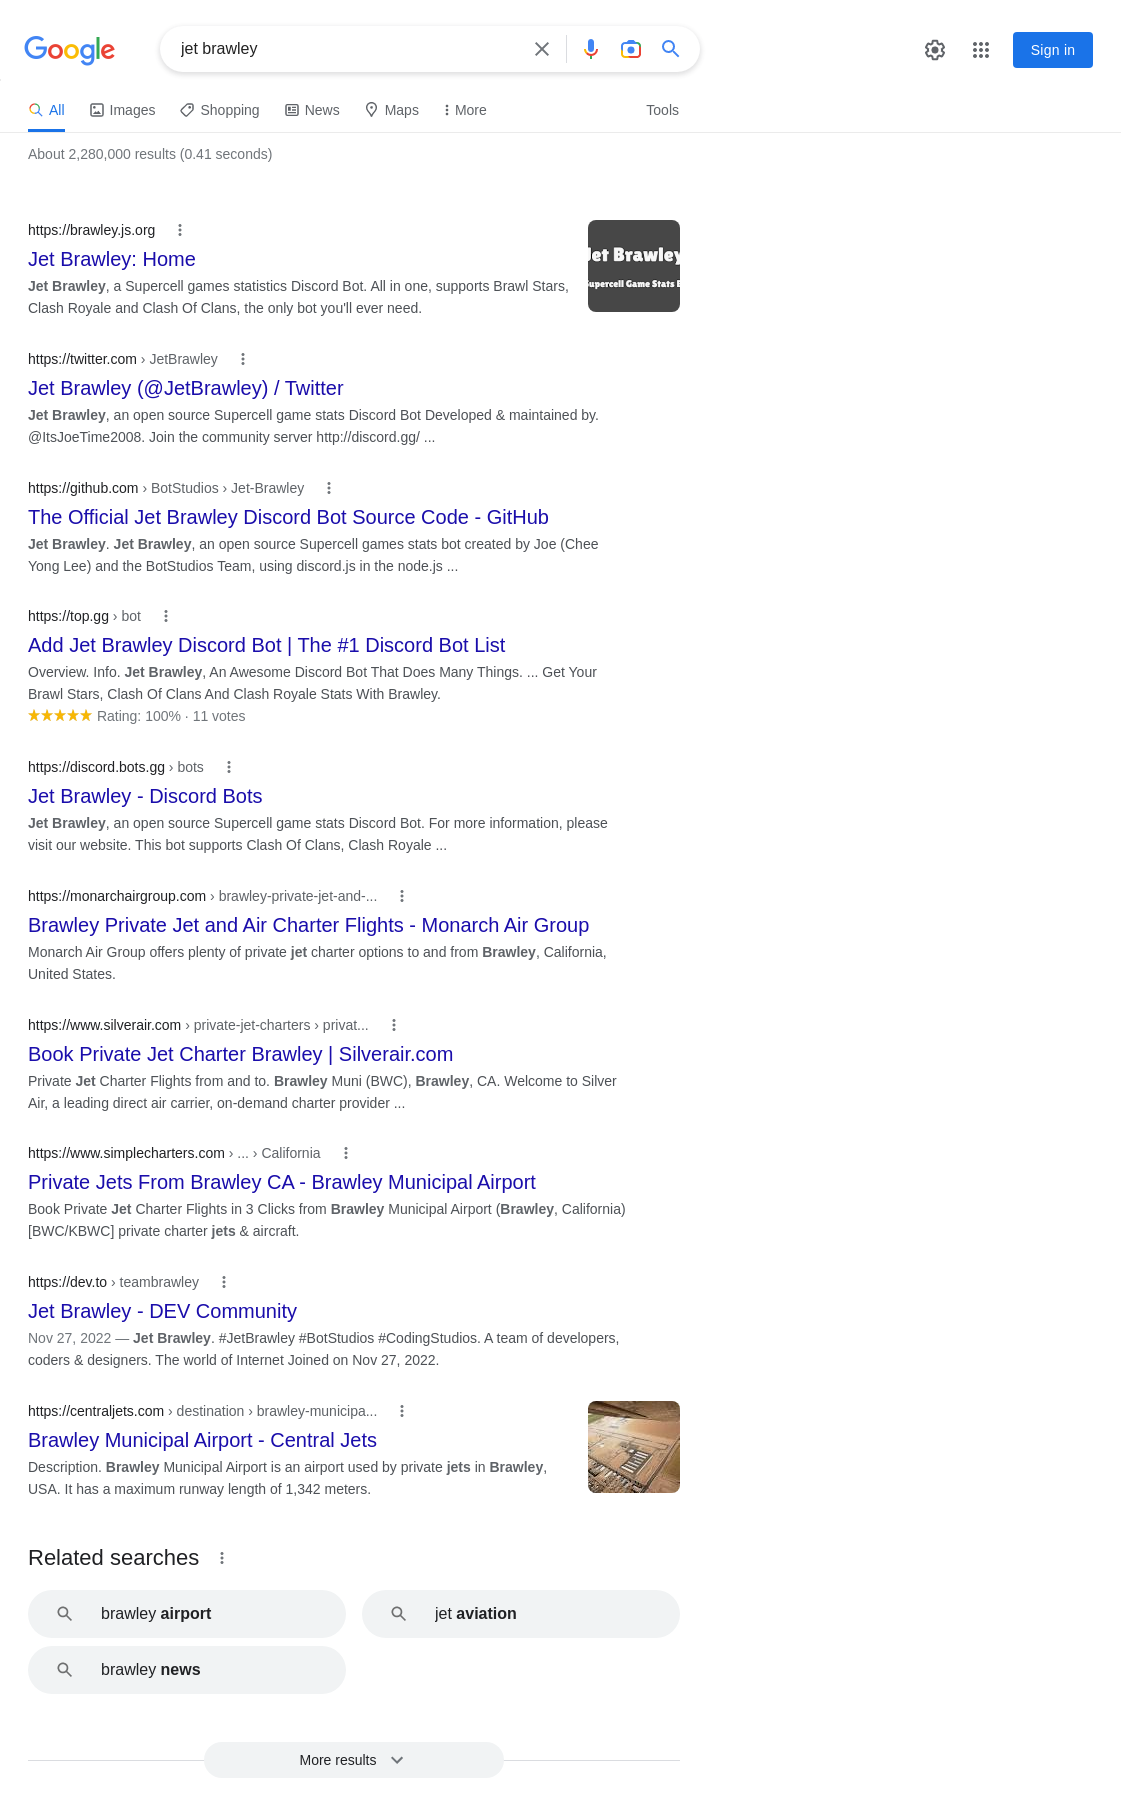 Google
jet brawley
Sign in
All
Images
Shopping
News
Maps
More
Tools
About 2,280,000 results (0.41 seconds)
https://brawley.js.org
Jet Brawley: Home
Jet Brawley, a Supercell games statistics Discord Bot. All in one, supports Brawl Stars,
Clash Royale and Clash Of Clans, the only bot you'll ever need.
Jet Brawley
Supercell Game Stats B
https://twitter.com › JetBrawley
Jet Brawley (@JetBrawley) / Twitter
Jet Brawley, an open source Supercell game stats Discord Bot Developed & maintained by.
@ItsJoeTime2008. Join the community server http://discord.gg/ ...
https://github.com › BotStudios › Jet-Brawley
The Official Jet Brawley Discord Bot Source Code - GitHub
Jet Brawley. Jet Brawley, an open source Supercell games stats bot created by Joe (Chee
Yong Lee) and the BotStudios Team, using discord.js in the node.js ...
https://top.gg › bot
Add Jet Brawley Discord Bot | The #1 Discord Bot List
Overview. Info. Jet Brawley, An Awesome Discord Bot That Does Many Things. ... Get Your
Brawl Stars, Clash Of Clans And Clash Royale Stats With Brawley.
Rating: 100% · 11 votes
https://discord.bots.gg › bots
Jet Brawley - Discord Bots
Jet Brawley, an open source Supercell game stats Discord Bot. For more information, please
visit our website. This bot supports Clash Of Clans, Clash Royale ...
https://monarchairgroup.com › brawley-private-jet-and-...
Brawley Private Jet and Air Charter Flights - Monarch Air Group
Monarch Air Group offers plenty of private jet charter options to and from Brawley, California,
United States.
https://www.silverair.com › private-jet-charters › privat...
Book Private Jet Charter Brawley | Silverair.com
Private Jet Charter Flights from and to. Brawley Muni (BWC), Brawley, CA. Welcome to Silver
Air, a leading direct air carrier, on-demand charter provider ...
https://www.simplecharters.com › ... › California
Private Jets From Brawley CA - Brawley Municipal Airport
Book Private Jet Charter Flights in 3 Clicks from Brawley Municipal Airport (Brawley, California)
[BWC/KBWC] private charter jets & aircraft.
https://dev.to › teambrawley
Jet Brawley - DEV Community
Nov 27, 2022 — Jet Brawley. #JetBrawley #BotStudios #CodingStudios. A team of developers,
coders & designers. The world of Internet Joined on Nov 27, 2022.
https://centraljets.com › destination › brawley-municipa...
Brawley Municipal Airport - Central Jets
Description. Brawley Municipal Airport is an airport used by private jets in Brawley,
USA. It has a maximum runway length of 1,342 meters.
Related searches
brawley airport
jet aviation
brawley news
More results